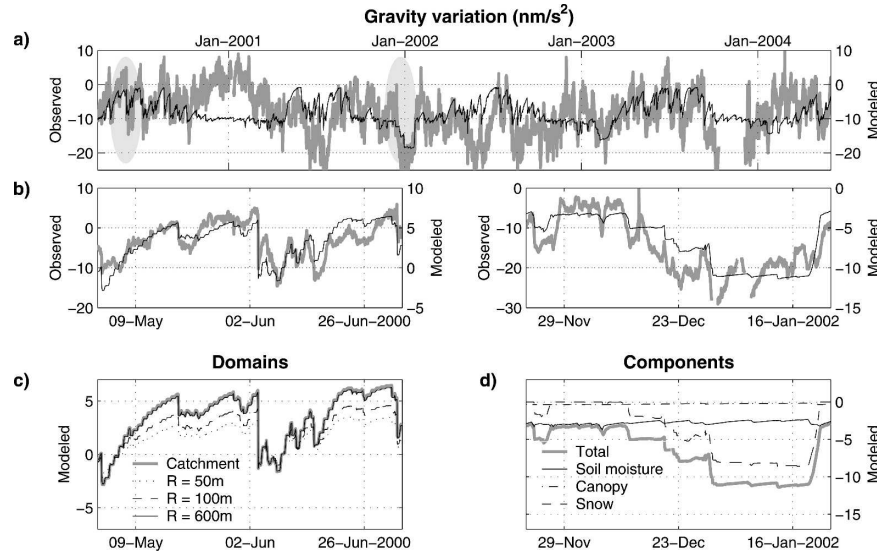 Gravity variation (nm/s²)
a)
Jan−2001
Jan−2002
Jan−2003
Jan−2004
10
0
−10
−20
Observed
10
0
−10
−20
Modeled
b)
10
0
−10
−20
Observed
10
5
0
−5
Modeled
09−May
02−Jun
26−Jun−2000
0
−10
−20
−30
Observed
0
−5
−10
−15
Modeled
29−Nov
23−Dec
16−Jan−2002
c)
Domains
5
0
−5
Modeled
Catchment
R = 50m
R = 100m
R = 600m
09−May
02−Jun
26−Jun−2000
d)
Components
0
−5
−10
−15
Modeled
Total
Soil moisture
Canopy
Snow
29−Nov
23−Dec
16−Jan−2002